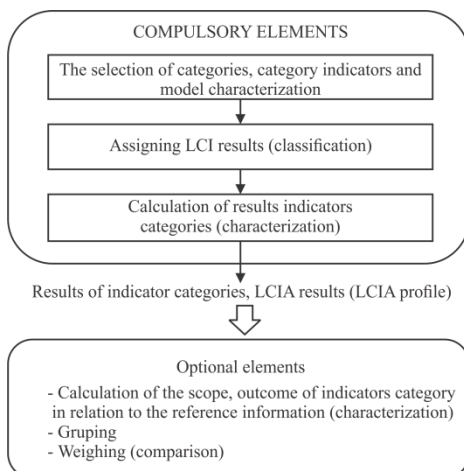 COMPULSORY ELEMENTS
The selection of categories, category indicators and
model characterization
Assigning LCI results (classification)
Calculation of results indicators
categories (characterization)
Results of indicator categories, LCIA results (LCIA profile)
Optional elements
- Calculation of the scope, outcome of indicators category
in relation to the reference information (characterization)
- Gruping
- Weighing (comparison)